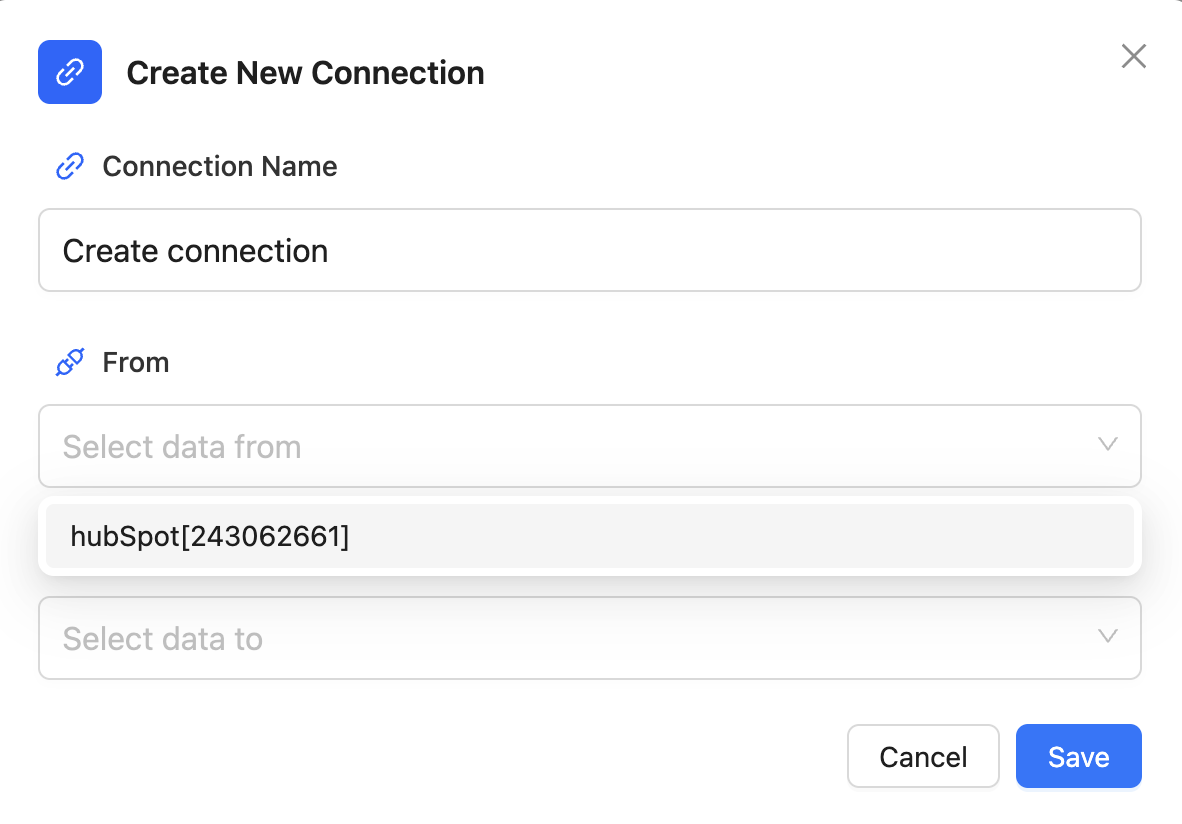 Create New Connection
Connection Name
Create connection
From
Select data from
hubSpot[243062661]
Select data to
Cancel
Save